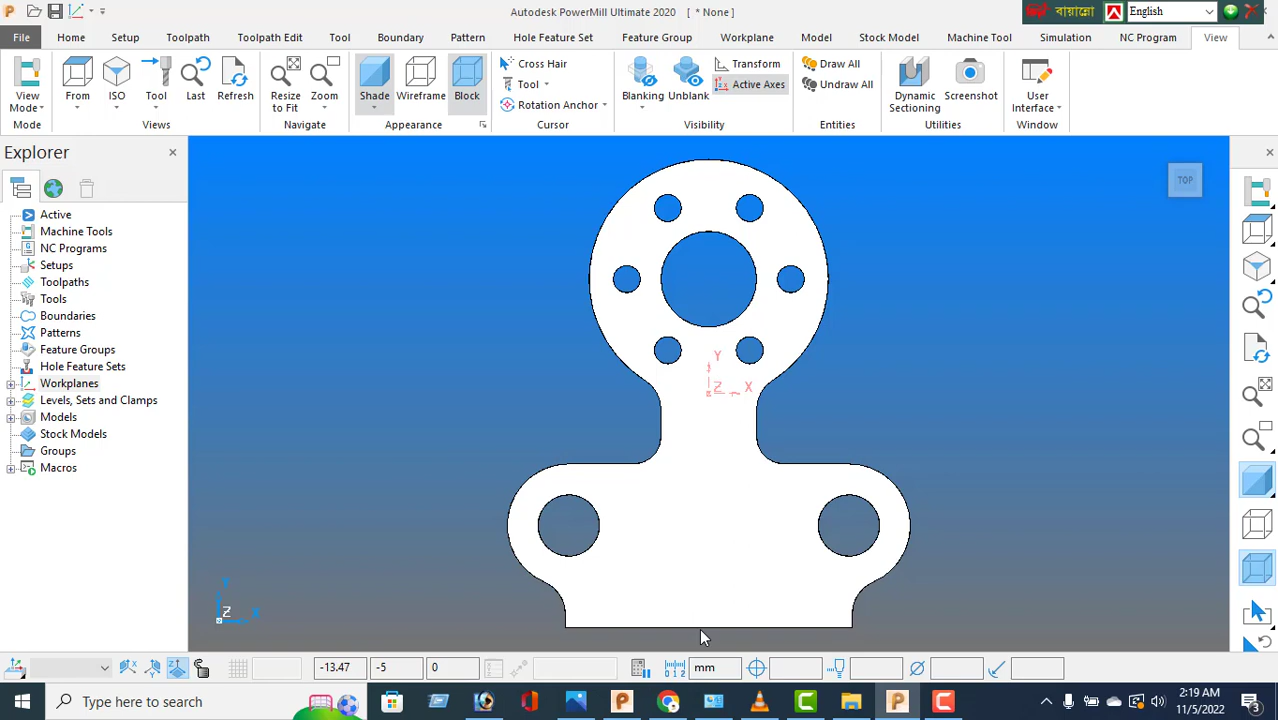 Autodesk PowerMill Ultimate 2020 [ * None ]
বায়ান্নো English
File Home Setup Toolpath Toolpath Edit Tool Boundary Pattern Hole Feature Set Feature Group Workplane Model Stock Model Machine Tool Simulation NC Program View
View Mode From ISO Tool Last Refresh Resize to Fit Zoom Shade Wireframe Block Blanking Unblank Dynamic Sectioning Screenshot User Interface
Cross Hair Transform Draw All
Tool Active Axes Undraw All
Rotation Anchor
Mode Views Navigate Appearance Cursor Visibility Entities Utilities Window
Explorer
TOP
Active
Machine Tools
NC Programs
Setups
Toolpaths
Tools
Boundaries
Patterns
Feature Groups
Hole Feature Sets
Workplanes
Levels, Sets and Clamps
Models
Stock Models
Groups
Macros
Y
Z X
Y
Z X
-13.47 -5 0 mm
Type here to search
2:19 AM
11/5/2022
3